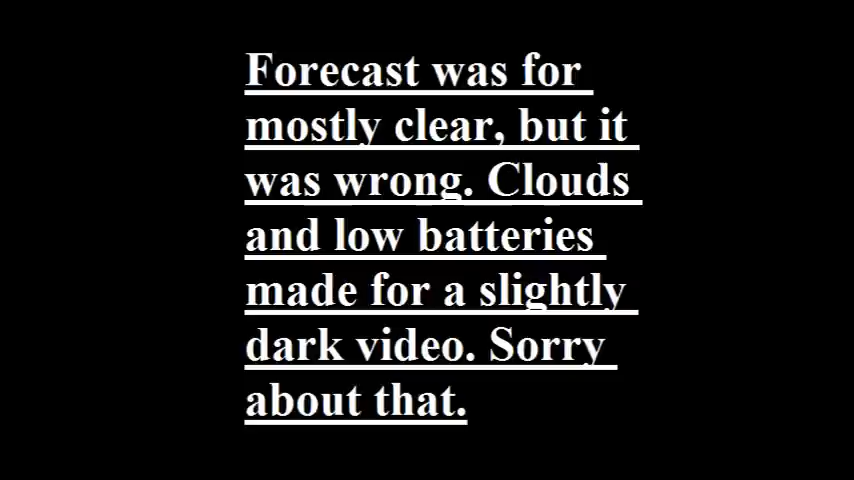 Forecast was for
mostly clear, but it
was wrong. Clouds
and low batteries
made for a slightly
dark video. Sorry
about that.